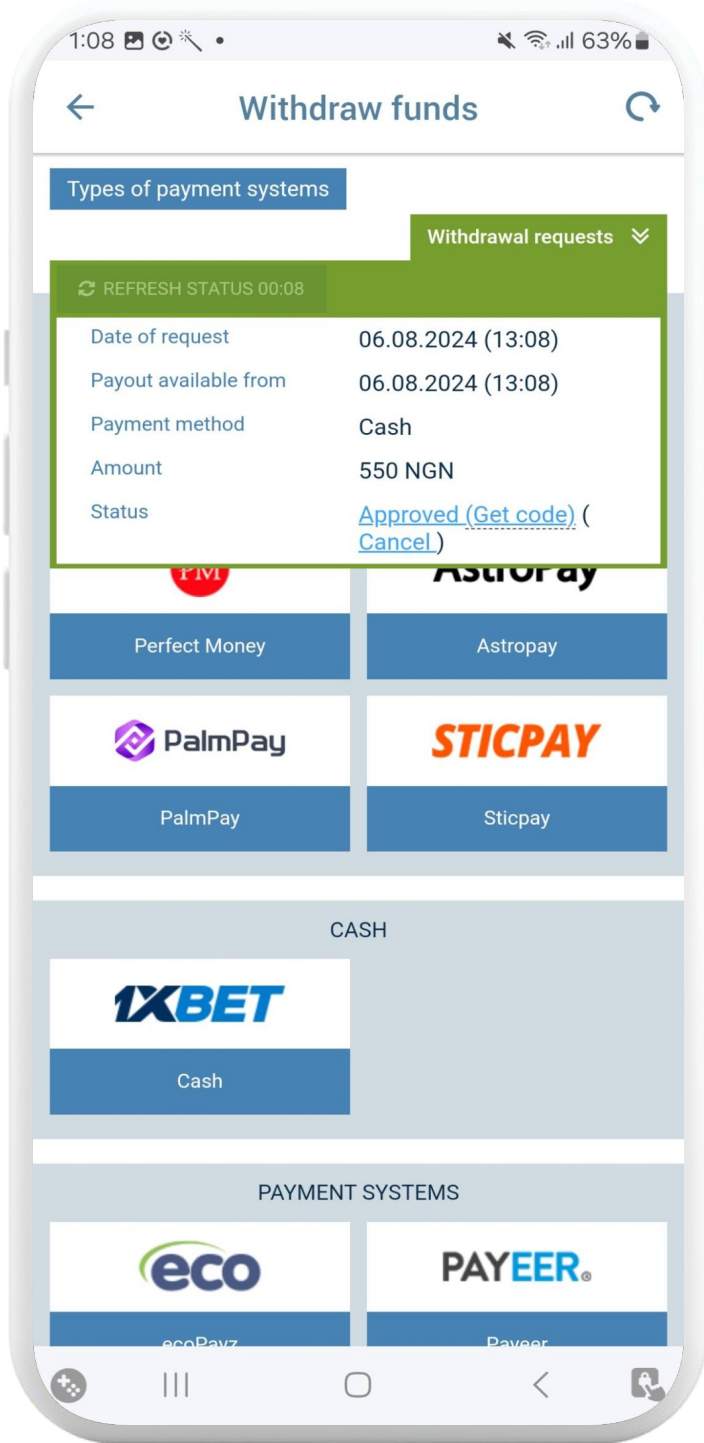 1:08
63%
Withdraw funds
Types of payment systems
Withdrawal requests
REFRESH STATUS 00:08
Date of request 06.08.2024 (13:08)
Payout available from 06.08.2024 (13:08)
Payment method Cash
Amount 550 NGN
Status Approved (Get code) (
Cancel )
PM AstroPay
Perfect Money Astropay
PalmPay STICPAY
PalmPay Sticpay
CASH
1XBET
Cash
PAYMENT SYSTEMS
eco PAYEER®
ecoPayz Payeer